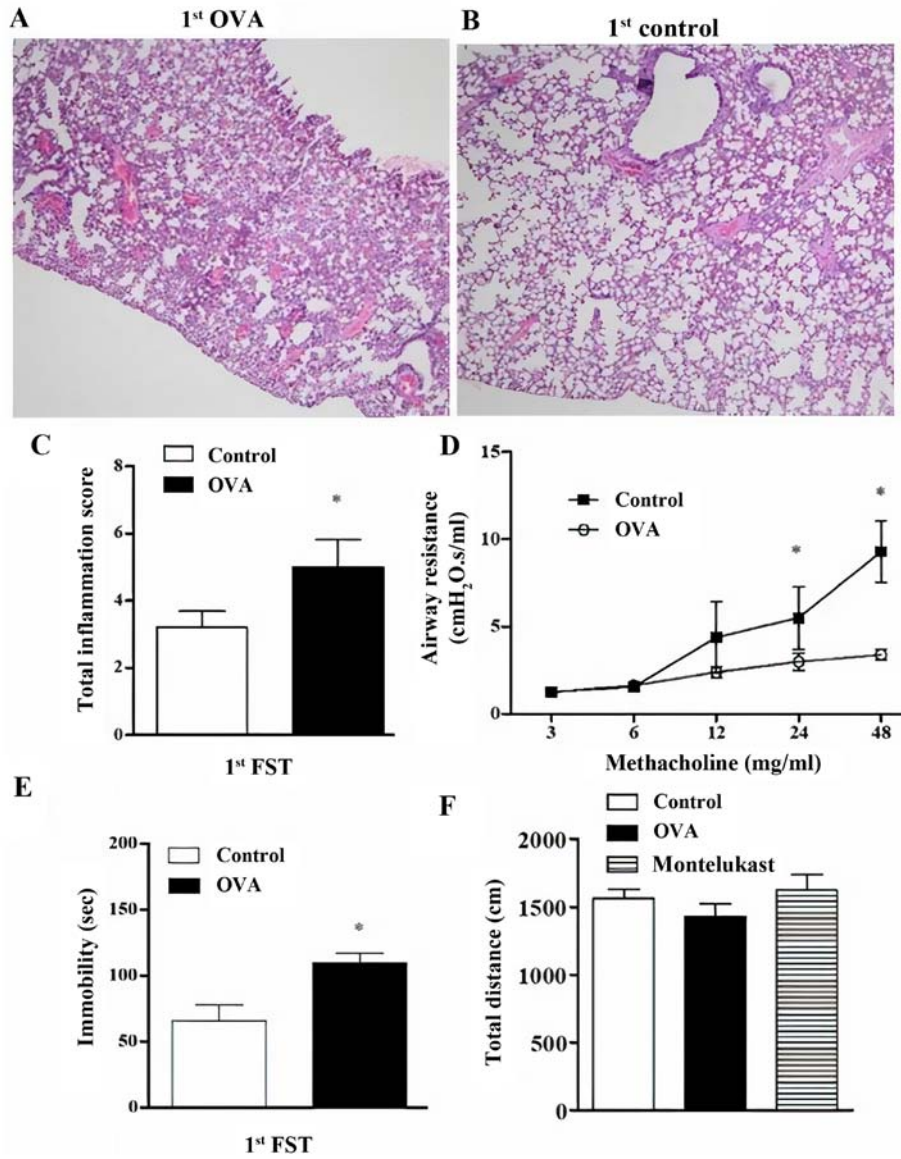 A
1st OVA
B
1st control
C
Control
OVA
Total inflammation score
8
6
4
2
0
*
1st FST
D
Control
OVA
Airway resistance
(cmH2O.s/ml)
15
10
5
0
*
*
3 6 12 24 48
Methacholine (mg/ml)
E
Control
OVA
Immobility (sec)
200
150
100
50
0
*
1st FST
F
Control
OVA
Montelukast
Total distance (cm)
2000
1500
1000
500
0